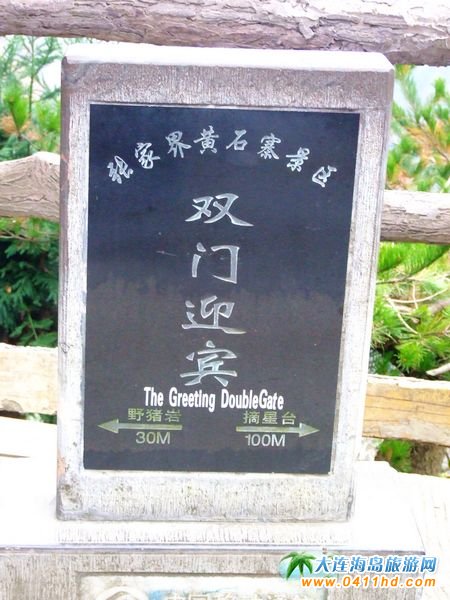 张家界黄石寨景区
双门迎宾
The Greeting DoubleGate
野猪岩 摘星台
30M 100M
大连海岛旅游网
www.0411hd.com